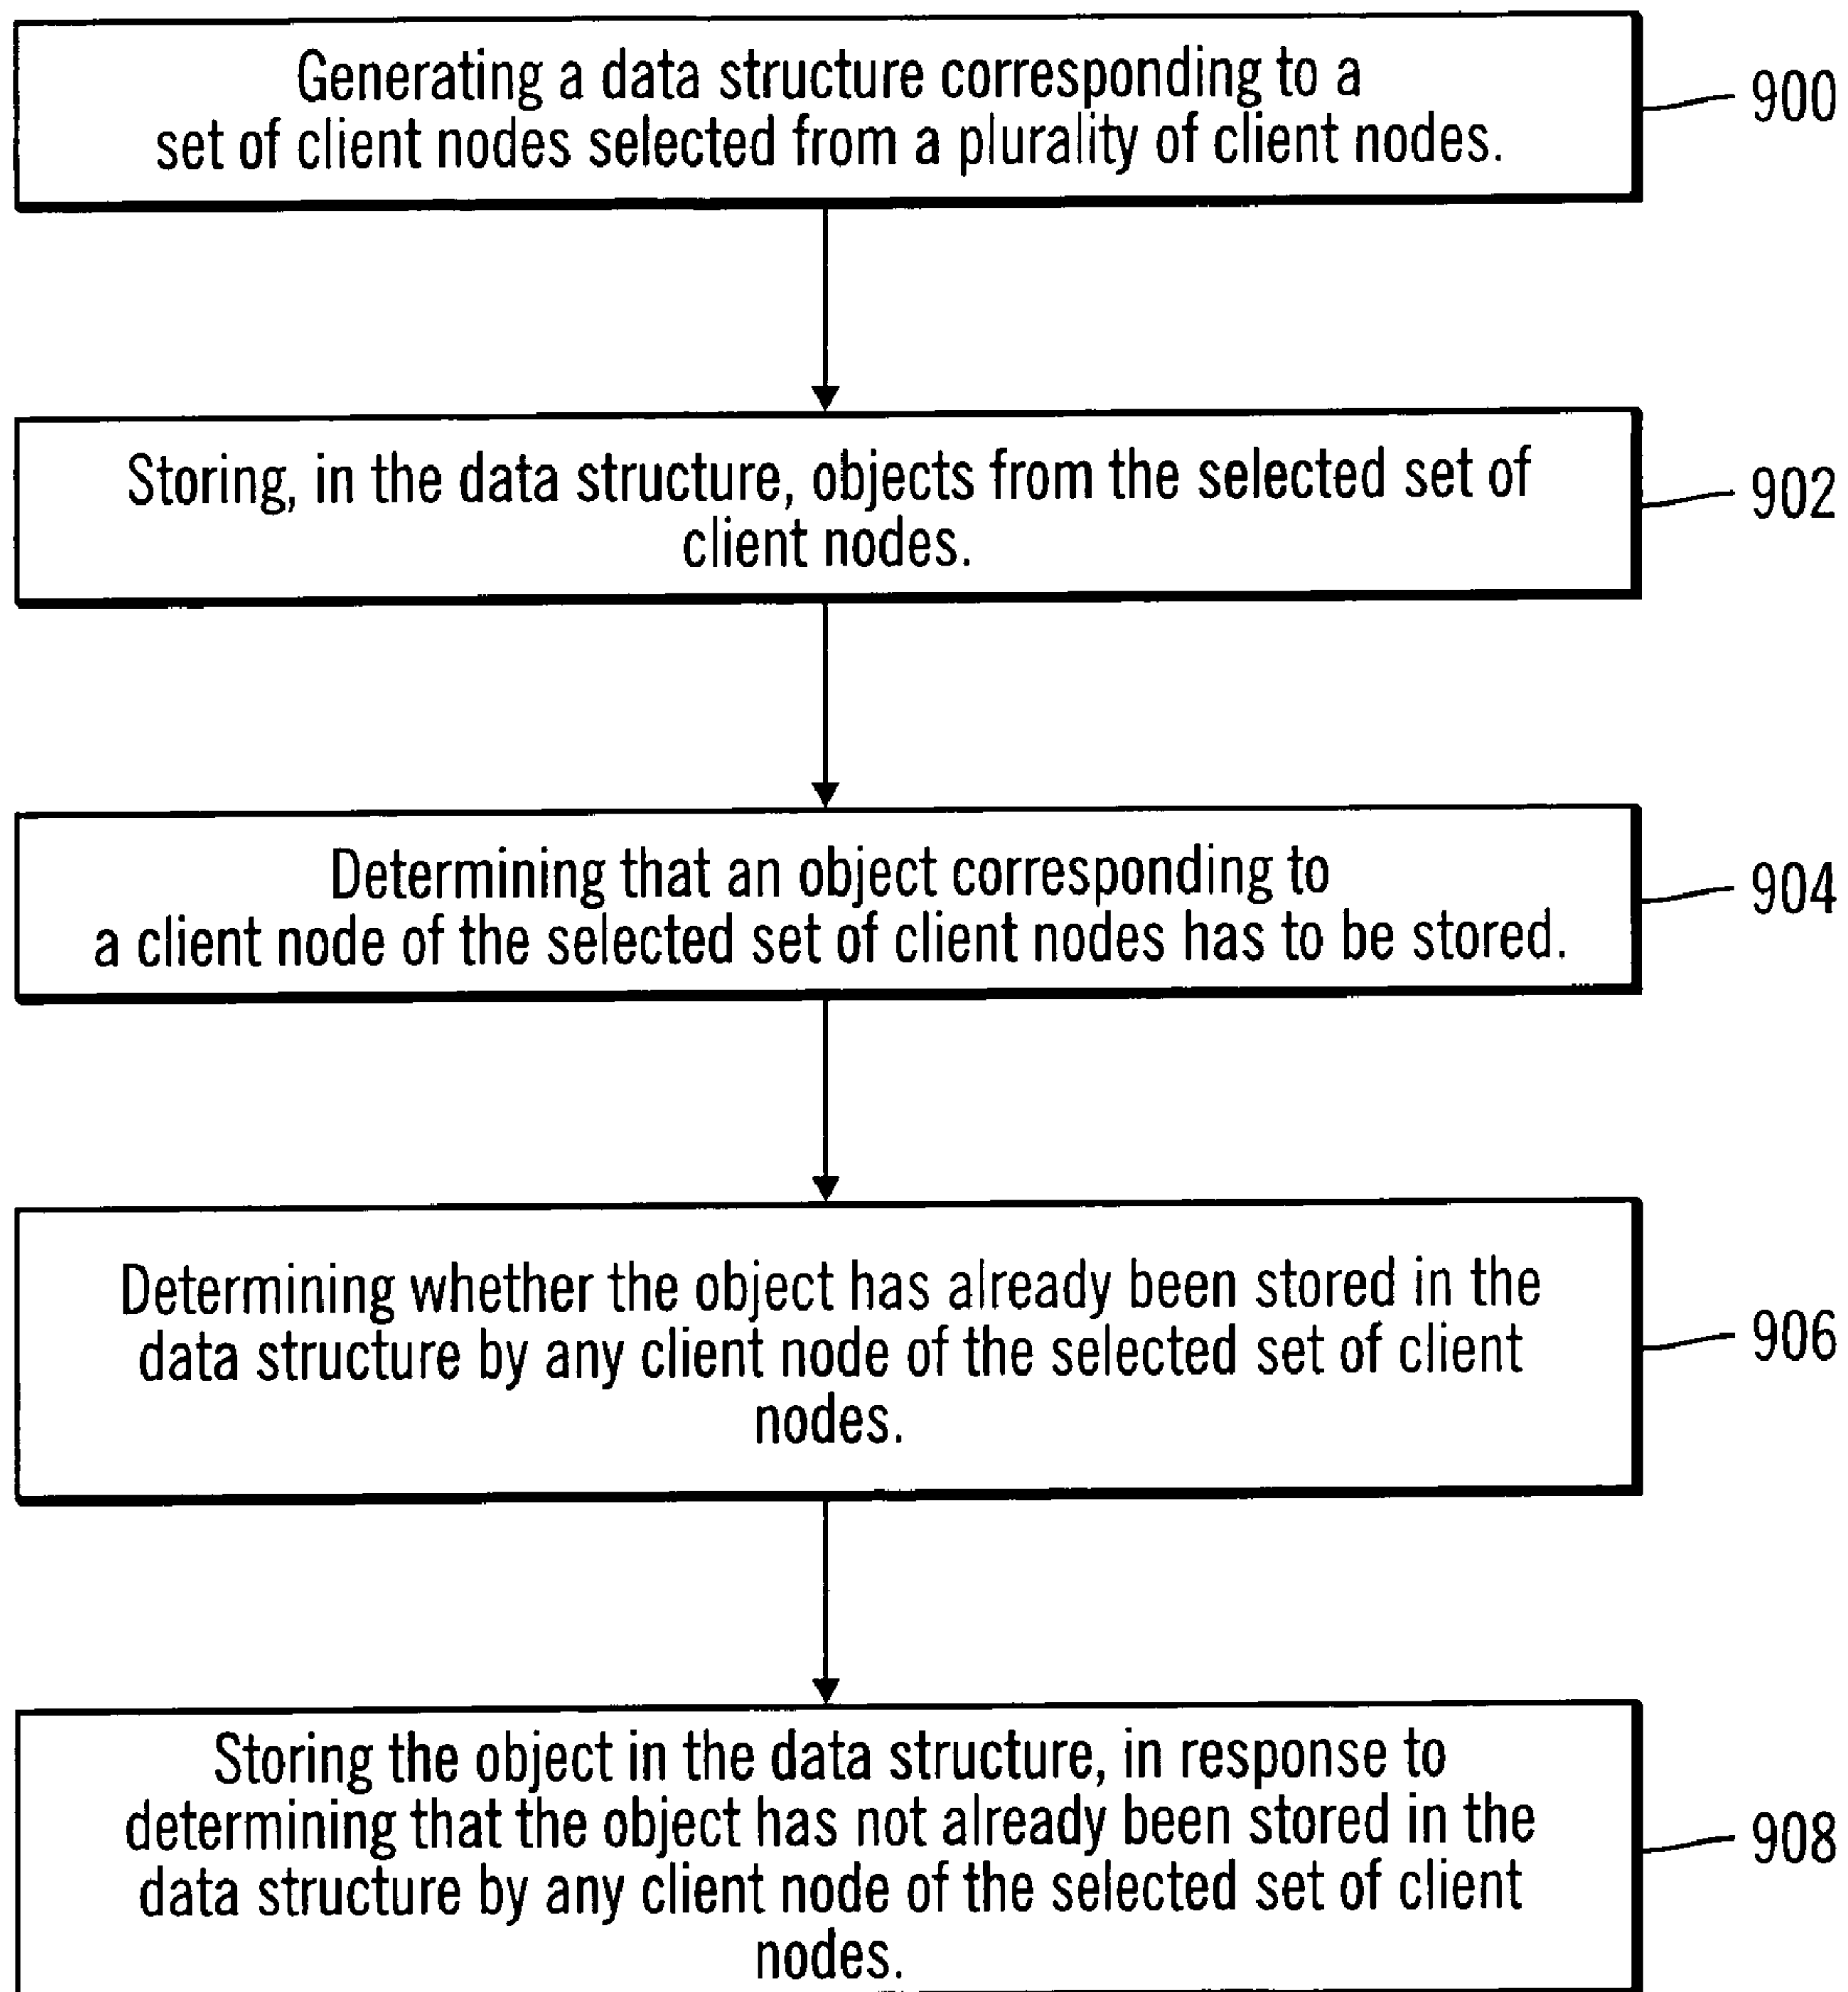 Generating a data structure corresponding to a
set of client nodes selected from a plurality of client nodes.
900
Storing, in the data structure, objects from the selected set of
client nodes.
902
Determining that an object corresponding to
a client node of the selected set of client nodes has to be stored.
904
Determining whether the object has already been stored in the
data structure by any client node of the selected set of client
nodes.
906
Storing the object in the data structure, in response to
determining that the object has not already been stored in the
data structure by any client node of the selected set of client
nodes.
908